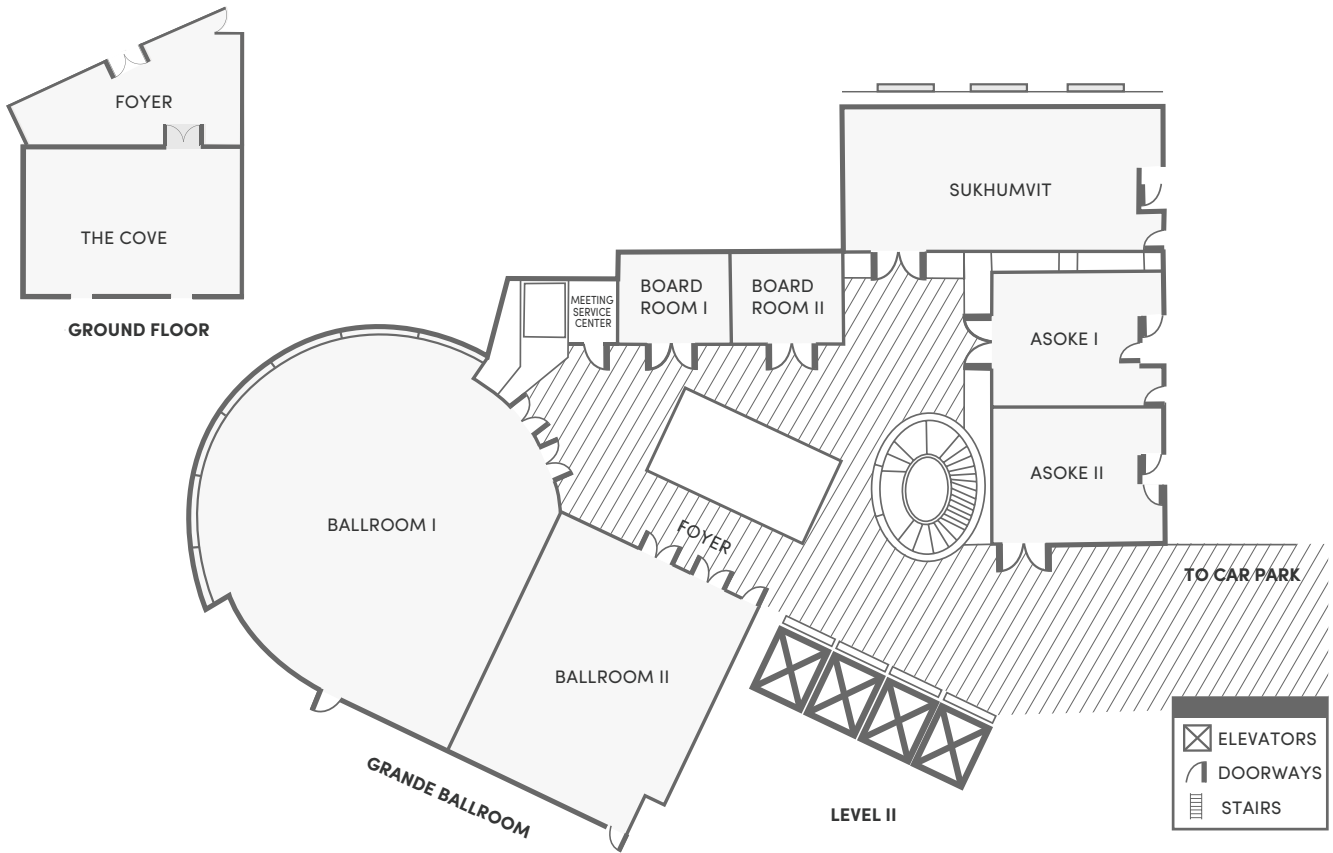 FOYER
THE COVE
GROUND FLOOR
SUKHUMVIT
BOARD
ROOM I
BOARD
ROOM II
MEETING
SERVICE
CENTER
ASOKE I
ASOKE II
BALLROOM I
FOYER
TO CAR PARK
BALLROOM II
GRANDE BALLROOM
LEVEL II
ELEVATORS
DOORWAYS
STAIRS